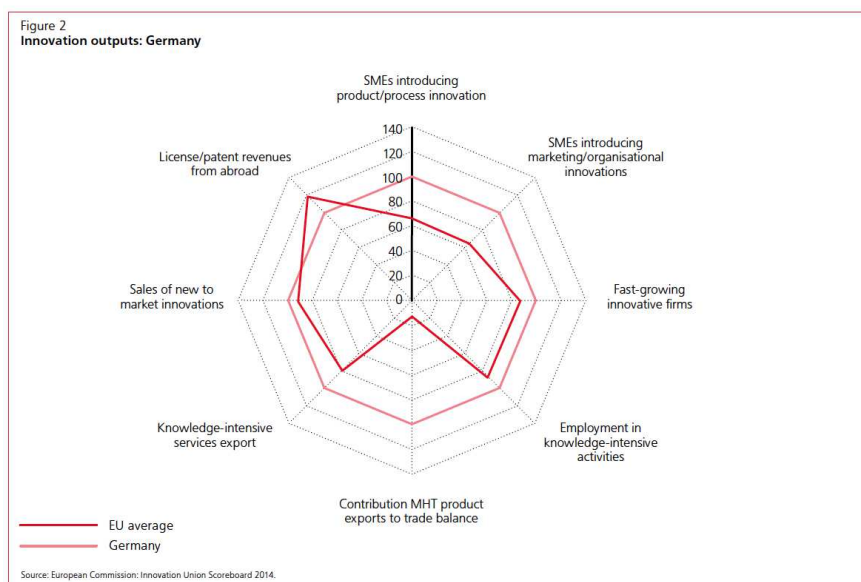 Figure 2
Innovation outputs: Germany
SMEs introducing
product/process innovation
License/patent revenues
from abroad
SMEs introducing
marketing/organisational
innovations
140
120
100
80
60
40
20
0
Sales of new to
market innovations
Fast-growing
innovative firms
Knowledge-intensive
services export
Employment in
knowledge-intensive
activities
Contribution MHT product
exports to trade balance
EU average
Germany
Source: European Commission: Innovation Union Scoreboard 2014.